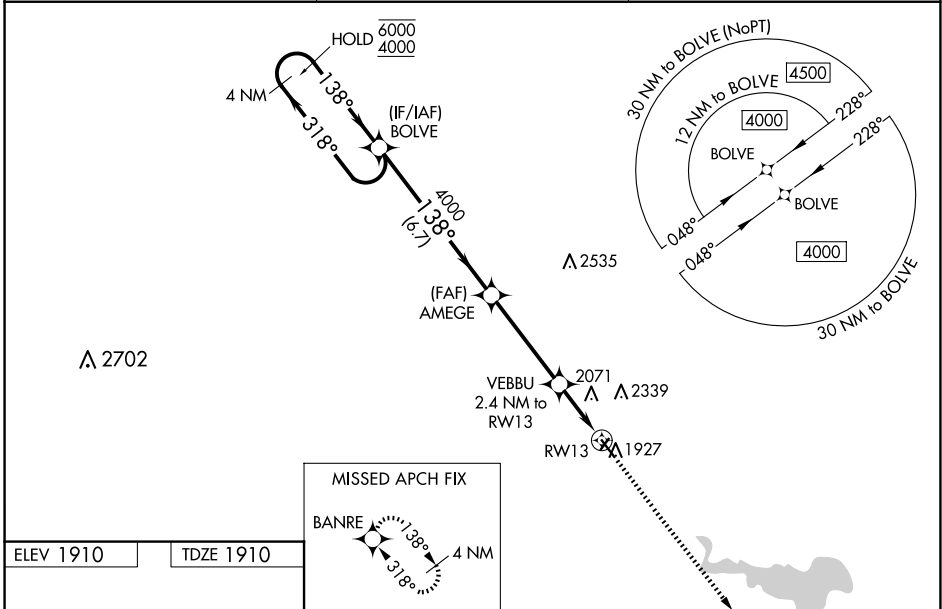 HOLD 6000
4000
4 NM
138°
318°
(IF/IAF)
BOLVE
4000
138°
(6.7)
(FAF)
AMEGE
2535
2702
VEBBU
2.4 NM to
RW13
2071
2339
RW13
1927
30 NM to BOLVE (NoPT)
4500
12 NM to BOLVE
4000
228°
228°
BOLVE
BOLVE
048°
048°
4000
30 NM to BOLVE
MISSED APCH FIX
BANRE
138°
318°
4 NM
ELEV 1910
TDZE 1910